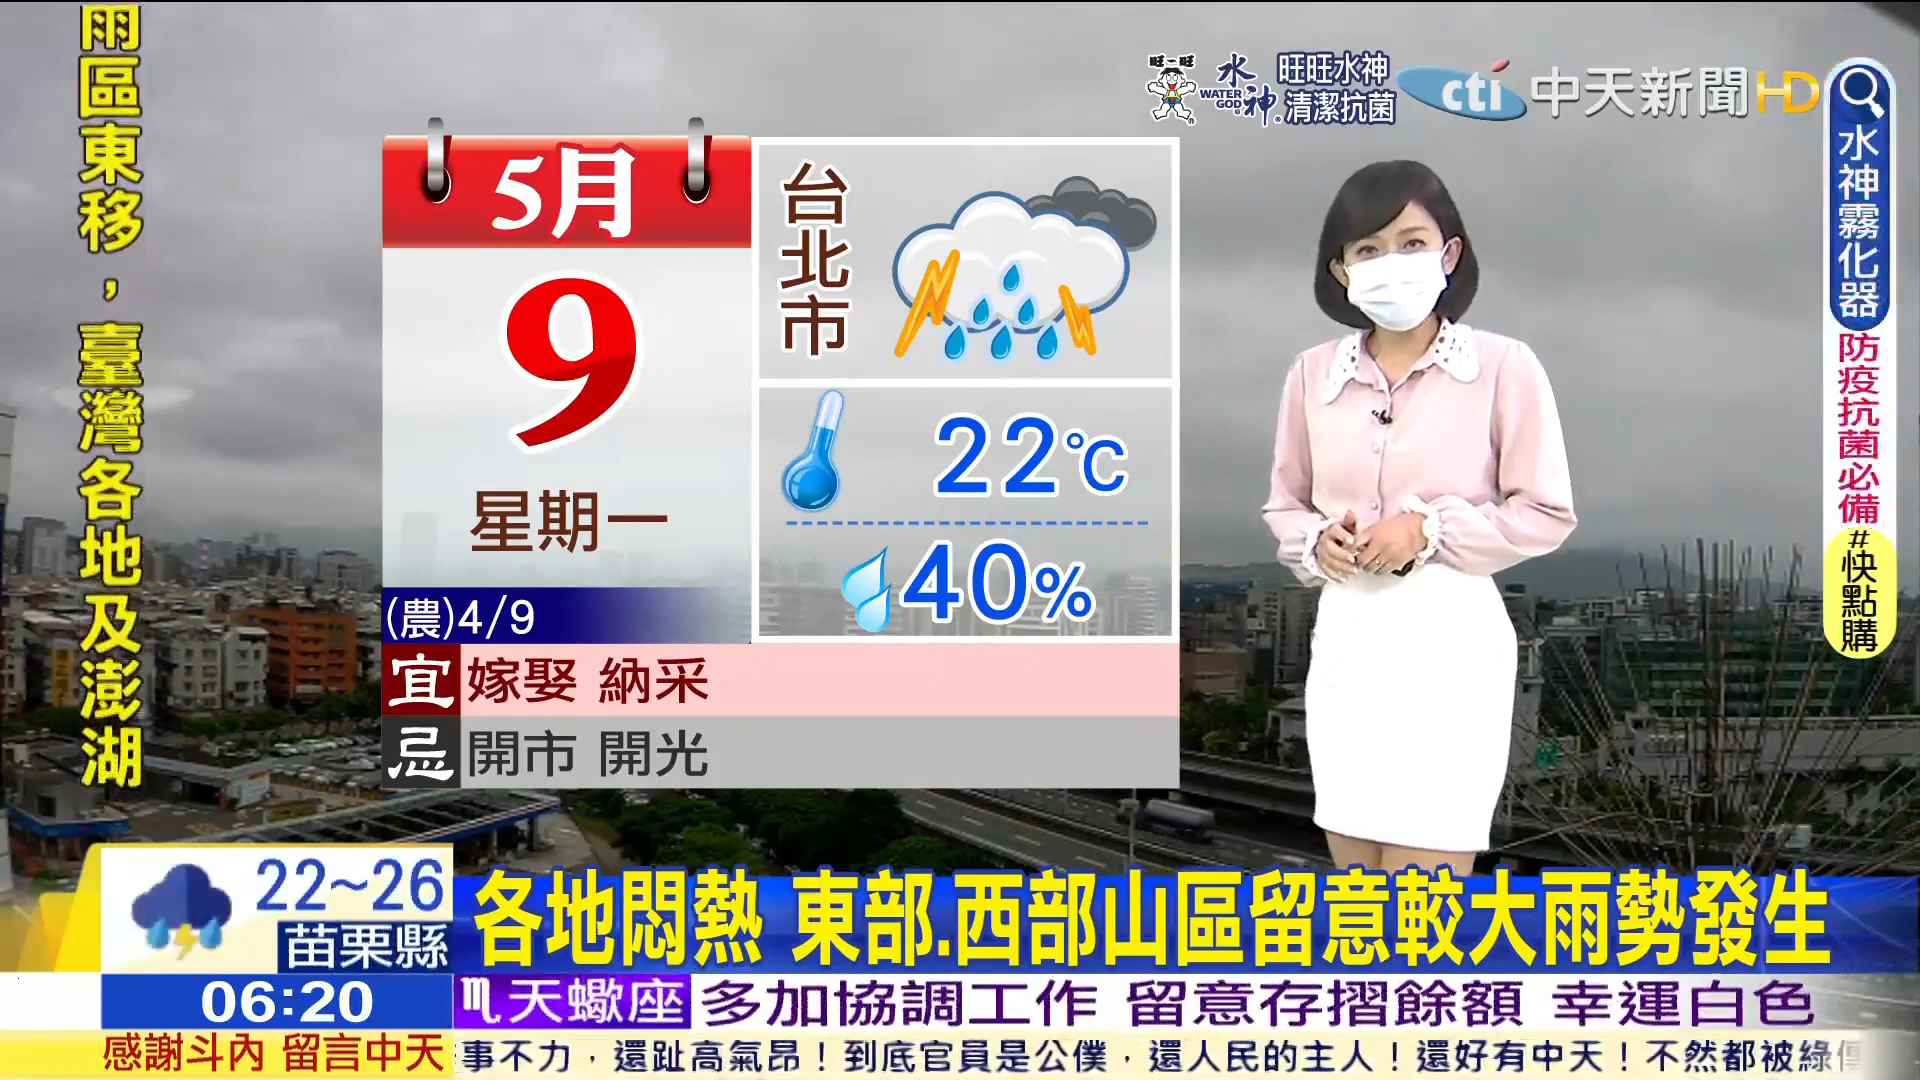 雨區東移，臺灣各地及澎湖
旺一旺
水神
WATER GOD
旺旺水神
清潔抗菌
cti 中天新聞HD
水神霧化器
防疫抗菌必備
#快點購
5月
9
星期一
(農)4/9
台北市
22℃
40%
宜 嫁娶 納采
忌 開市 開光
22~26
苗栗縣
各地悶熱 東部.西部山區留意較大雨勢發生
06:20
♏天蠍座 多加協調工作 留意存摺餘額 幸運白色
感謝斗內 留言中天
事不力，還趾高氣昂！到底官員是公僕，還人民的主人！還好有中天！不然都被綠